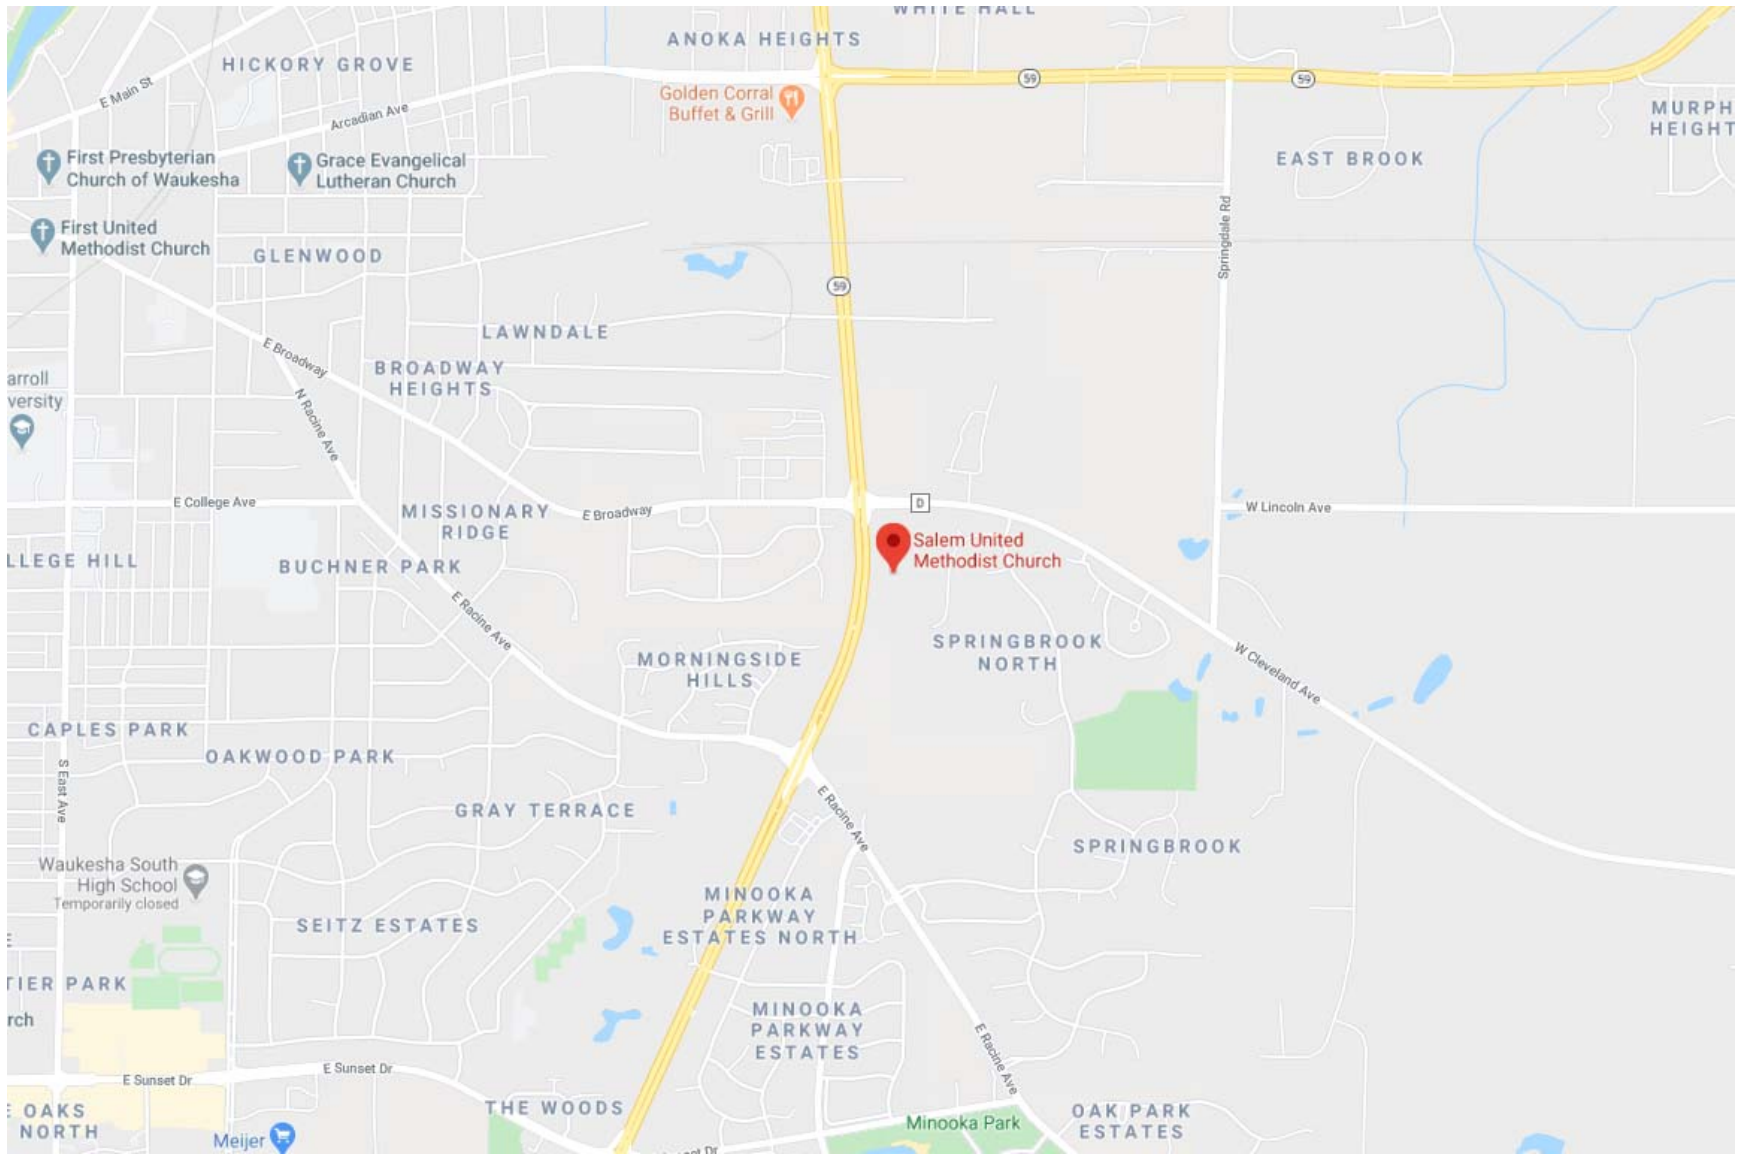 WHITE HALL
ANOKA HEIGHTS
HICKORY GROVE
59
59
E Main St
Golden Corral
Buffet & Grill
Arcadian Ave
MURPH
HEIGHT
First Presbyterian
Church of Waukesha
Grace Evangelical
Lutheran Church
EAST BROOK
First United
Methodist Church
Springdale Rd
GLENWOOD
59
LAWNDALE
E Broadway
BROADWAY
HEIGHTS
arroll
versity
N Racine Ave
E College Ave
MISSIONARY
RIDGE
E Broadway
D
W Lincoln Ave
Salem United
Methodist Church
LLEGE HILL
BUCHNER PARK
E Racine Ave
SPRINGBROOK
NORTH
MORNINGSIDE
HILLS
W Cleveland Ave
CAPLES PARK
OAKWOOD PARK
S East Ave
GRAY TERRACE
E Racine Ave
SPRINGBROOK
Waukesha South
High School
Temporarily closed
MINOOKA
PARKWAY
ESTATES NORTH
SEITZ ESTATES
TIER PARK
rch
MINOOKA
PARKWAY
ESTATES
E Racine Ave
E Sunset Dr
E Sunset Dr
E OAKS
NORTH
THE WOODS
Minooka Park
OAK PARK
ESTATES
Meijer